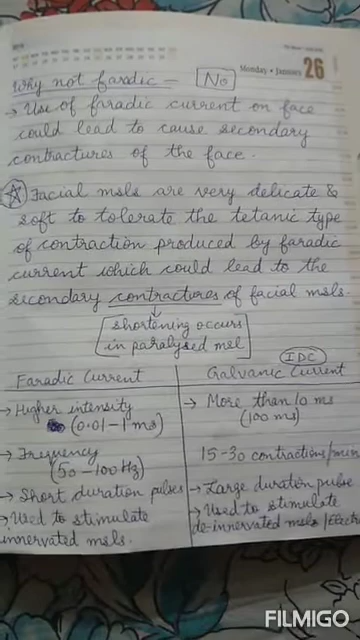 Monday • January 26
Why not faradic — No
→ Use of faradic current on face
could lead to cause secondary
contractures of the face.
Facial msls are very delicate &
soft to tolerate the tetanic type
of contraction produced by faradic
current which could lead to the
secondary contractures of facial msls.
↓
[shortening occurs
in paralysed msl]
IDC
Faradic Current Galvanic Current
→ Higher intensity → More than 10 ms
(0.01–1 ms) (100 ms)
→ Frequency 15-30 contractions/min
(50–100 Hz)
→ Short duration pulses → Large duration pulse
→ Used to stimulate → Used to stimulate
innervated msls. de-innervated msls
FILMIGO